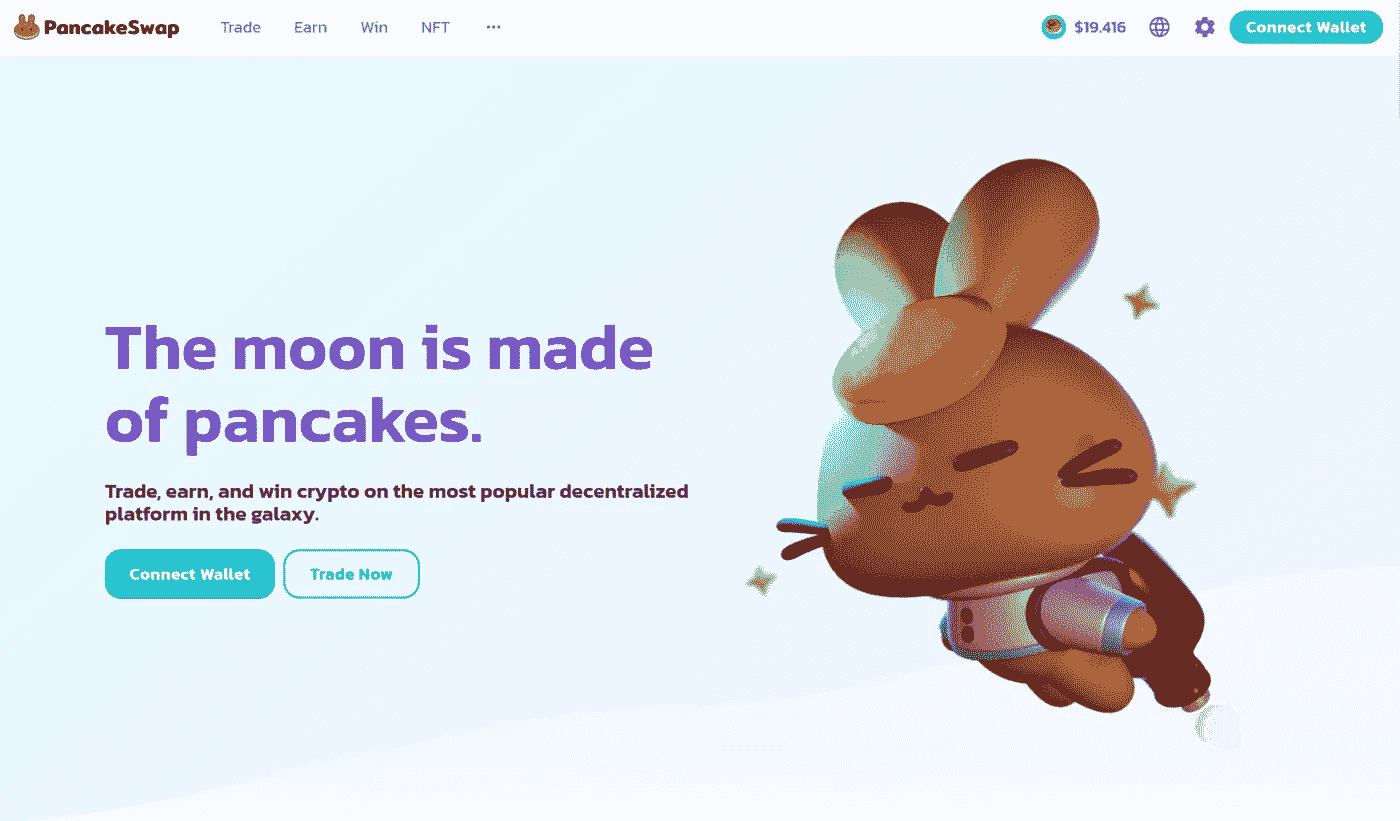 PancakeSwap Trade Earn Win NFT ... $19.416 Connect Wallet
The moon is made
of pancakes.
Trade, earn, and win crypto on the most popular decentralized
platform in the galaxy.
Connect Wallet Trade Now